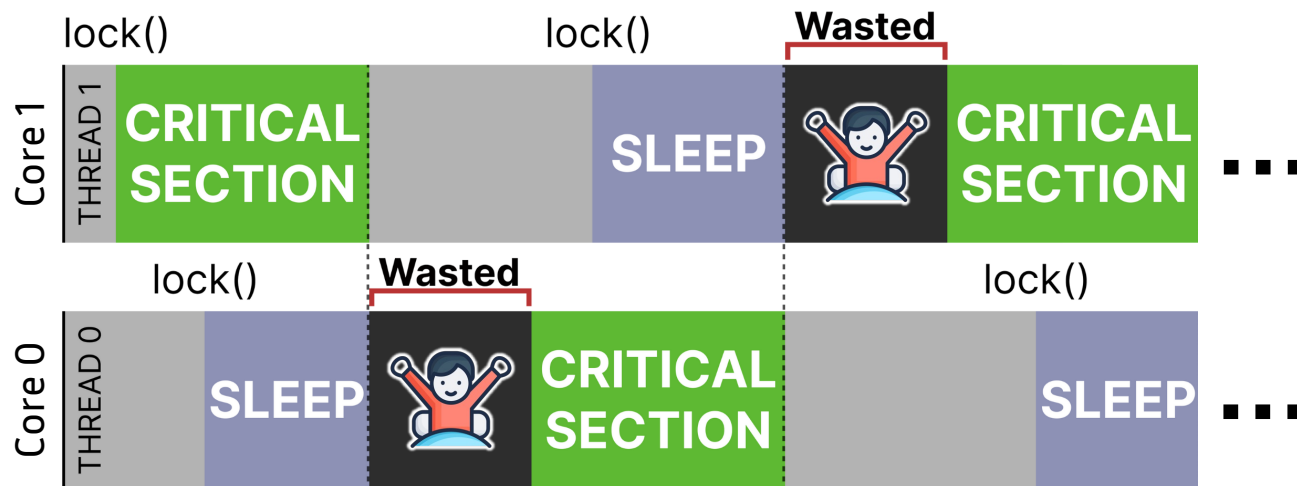 lock()
lock()
Wasted
Core 1
THREAD 1
CRITICAL
SECTION
SLEEP
CRITICAL
SECTION
...
lock()
Wasted
lock()
Core 0
THREAD 0
SLEEP
CRITICAL
SECTION
SLEEP
...